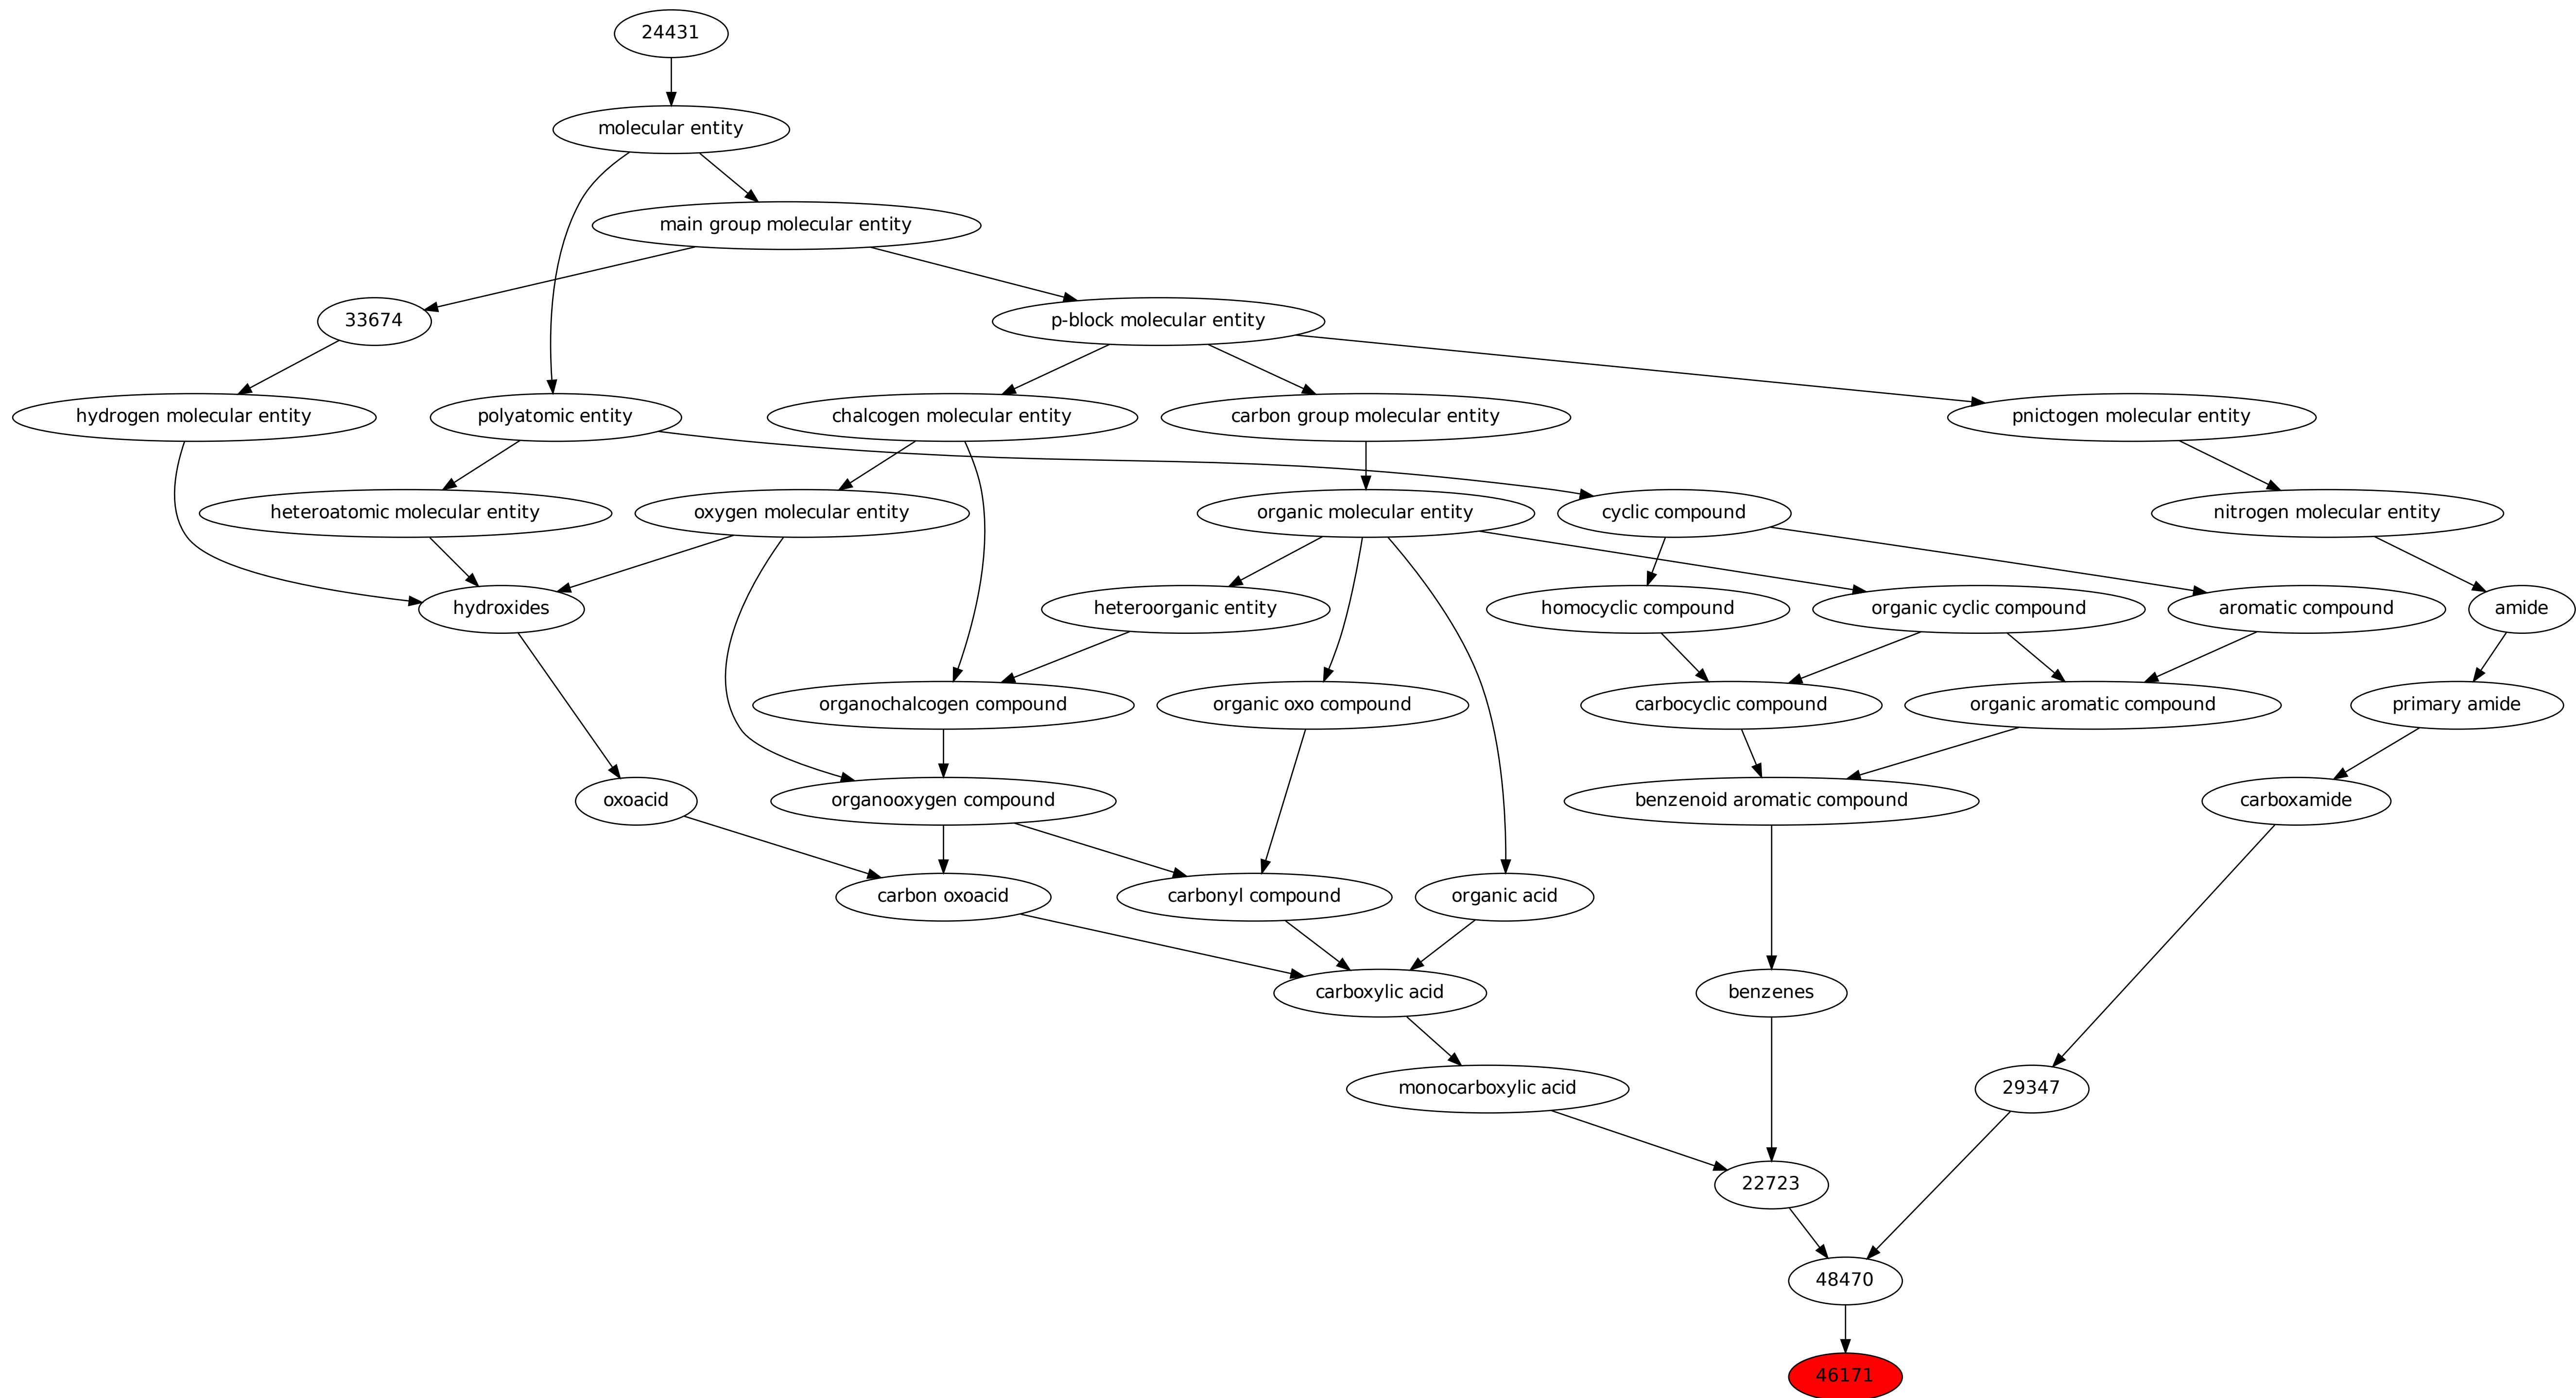 24431
molecular entity
main group molecular entity
33674
p-block molecular entity
hydrogen molecular entity
polyatomic entity
chalcogen molecular entity
carbon group molecular entity
pnictogen molecular entity
heteroatomic molecular entity
oxygen molecular entity
organic molecular entity
cyclic compound
nitrogen molecular entity
hydroxides
heteroorganic entity
homocyclic compound
organic cyclic compound
aromatic compound
amide
organochalcogen compound
organic oxo compound
carbocyclic compound
organic aromatic compound
primary amide
oxoacid
organooxygen compound
benzenoid aromatic compound
carboxamide
carbon oxoacid
carbonyl compound
organic acid
carboxylic acid
benzenes
monocarboxylic acid
29347
22723
48470
46171